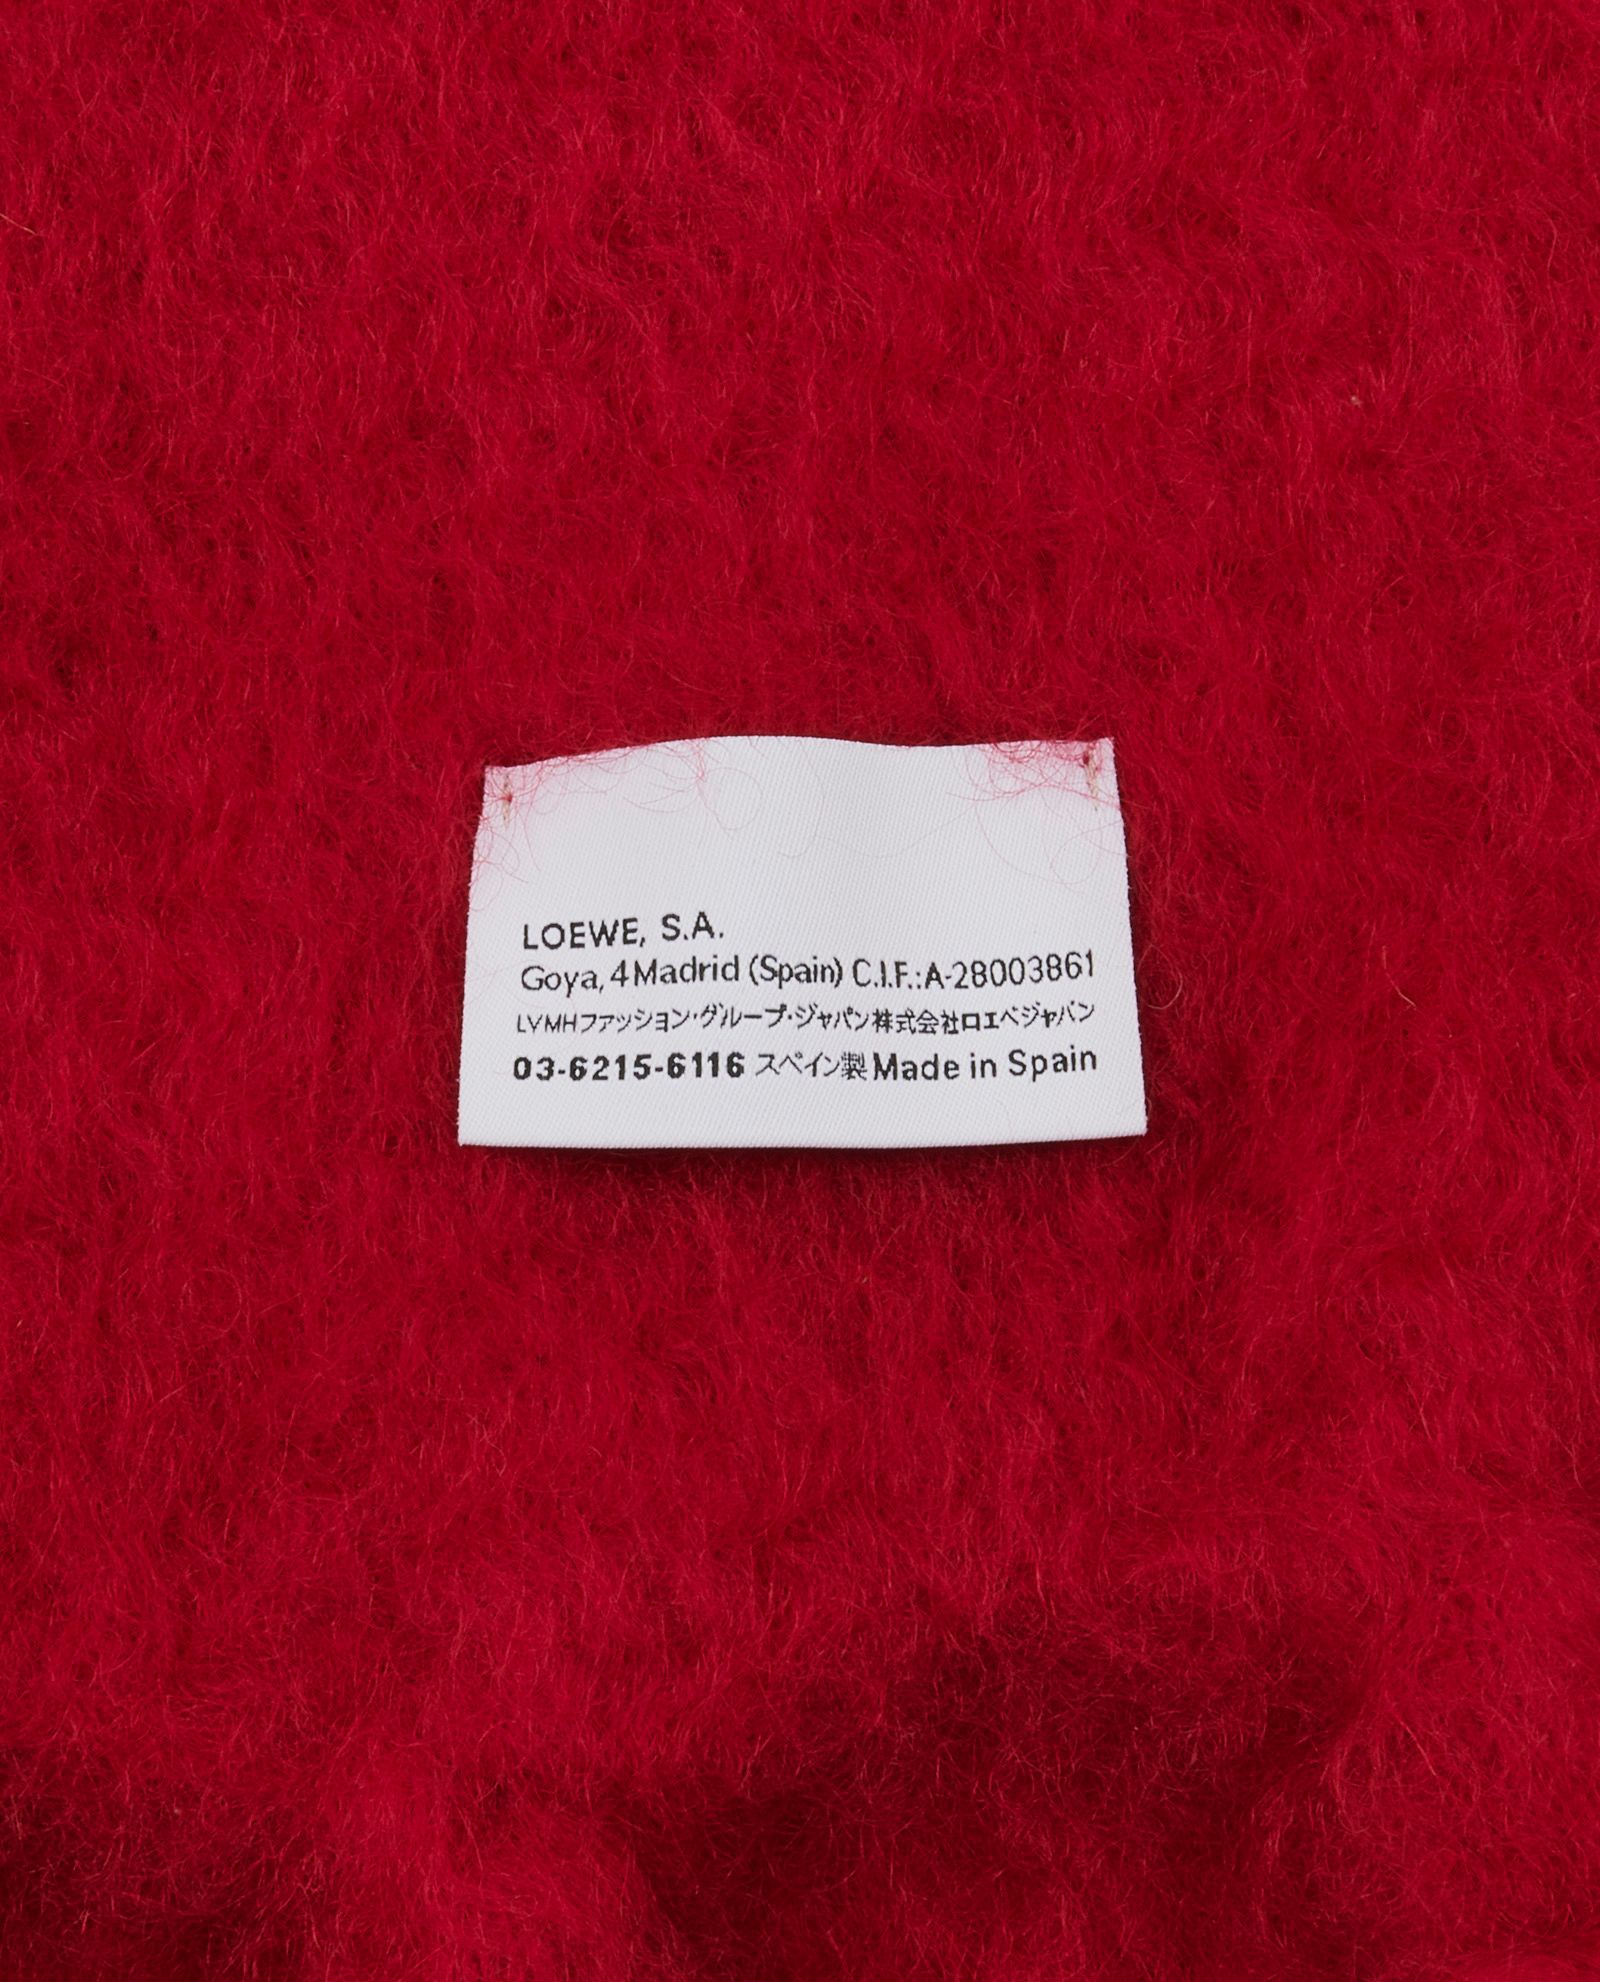 LOEWE, S.A.
Goya, 4 Madrid (Spain) C.I.F.: A-28003861
LVMHファッション・グループ・ジャパン株式会社ロエベジャパン
03-6215-6116 スペイン製 Made in Spain